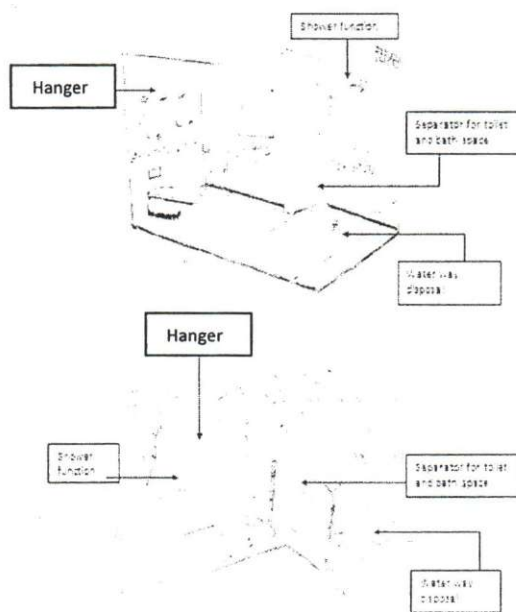 Shower function
Hanger
Separator for toilet
and bath space
Water way
disposal
Hanger
Shower
function
Separator for toilet
and bath space
Water way
disposal